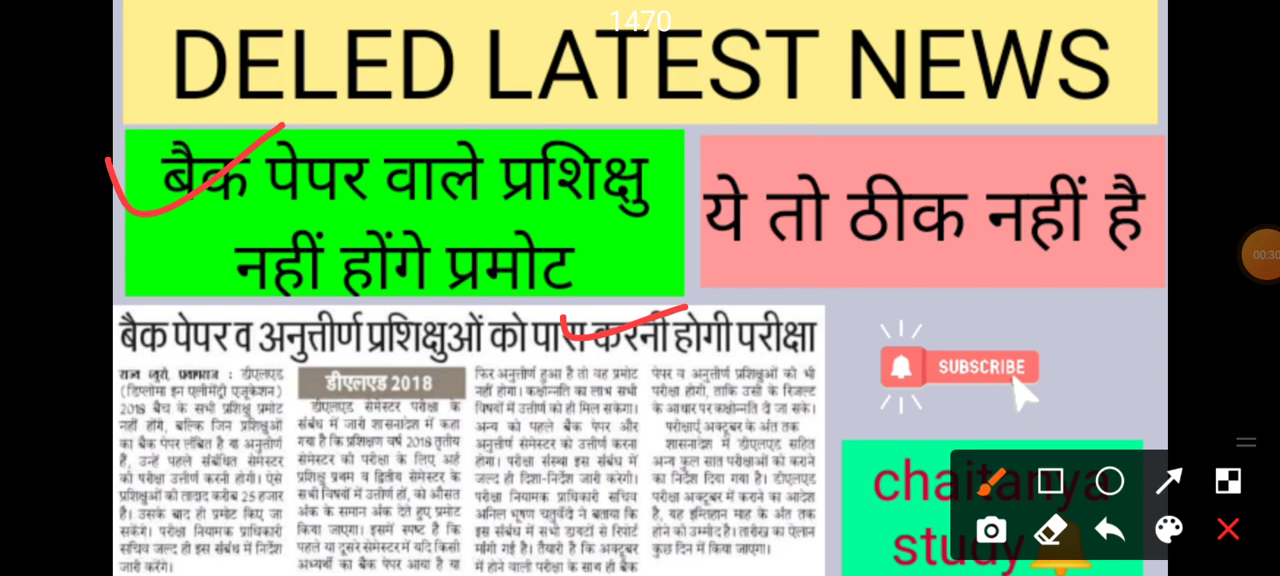 1470
DELED LATEST NEWS
बैक पेपर वाले प्रशिक्षु
नहीं होंगे प्रमोट
ये तो ठीक नहीं है
बैक पेपर व अनुत्तीर्ण प्रशिक्षुओं को पास करनी होगी परीक्षा
राज्य ब्यूरो, प्रयागराज : डीएलएड
(डिप्लोमा इन एलीमेंट्री एजूकेशन)
2018 बैच के सभी प्रशिक्षु प्रमोट
नहीं होंगे, बल्कि जिन प्रशिक्षुओं
का बैक पेपर लंबित है या अनुत्तीर्ण
हैं, उन्हें पहले संबंधित सेमेस्टर
की परीक्षा उत्तीर्ण करनी होगी। ऐसे
प्रशिक्षुओं की तादाद करीब 25 हजार
है। उसके बाद ही प्रमोट किए जा
सकेंगे। परीक्षा नियामक प्राधिकारी
सचिव जल्द ही इस संबंध में निर्देश
जारी करेंगे।
डीएलएड 2018
डीएलएड सेमेस्टर परीक्षा के
संबंध में जारी शासनादेश में कहा
गया है कि प्रशिक्षण वर्ष 2018 तृतीय
सेमेस्टर की परीक्षा के लिए अर्ह
प्रशिक्षु प्रथम व द्वितीय सेमेस्टर के
सभी विषयों में उत्तीर्ण हों, को औसत
अंक के समान अंक देते हुए प्रमोट
किया जाएगा। इसमें स्पष्ट है कि
पहले या दूसरे सेमेस्टर में यदि किसी
अभ्यर्थी का बैक पेपर आया है या
फिर अनुत्तीर्ण हुआ है तो वह प्रमोट
नहीं होगा। कक्षोन्नति का लाभ सभी
विषयों में उत्तीर्ण को ही मिल सकेगा।
अन्य को पहले बैक पेपर और
अनुत्तीर्ण सेमेस्टर को उत्तीर्ण करना
होगा। परीक्षा संस्था इस संबंध में
जल्द ही दिशा-निर्देश जारी करेगी।
परीक्षा नियामक प्राधिकारी सचिव
अनिल भूषण चतुर्वेदी ने बताया कि
इस संबंध में सभी डायटों से रिपोर्ट
मांगी गई है। तैयारी है कि अक्टूबर
में होने वाली परीक्षा के साथ ही बैक
पेपर व अनुत्तीर्ण प्रशिक्षुओं की भी
परीक्षा होगी, ताकि उसी के रिजल्ट
के आधार पर कक्षोन्नति दी जा सके।
परीक्षाएं अक्टूबर के अंत तक
शासनादेश में डीएलएड सहित
अन्य कुल सात परीक्षाओं को कराने
का निर्देश दिया गया है। डीएलएड
परीक्षा अक्टूबर में कराने का आदेश
है, यह इम्तिहान माह के अंत तक
होने की उम्मीद है। तारीख का ऐलान
कुछ दिन में किया जाएगा।
SUBSCRIBE
chaitanya
study
00:30